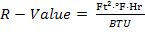 R - Value = Ft².°F·Hr / BTU